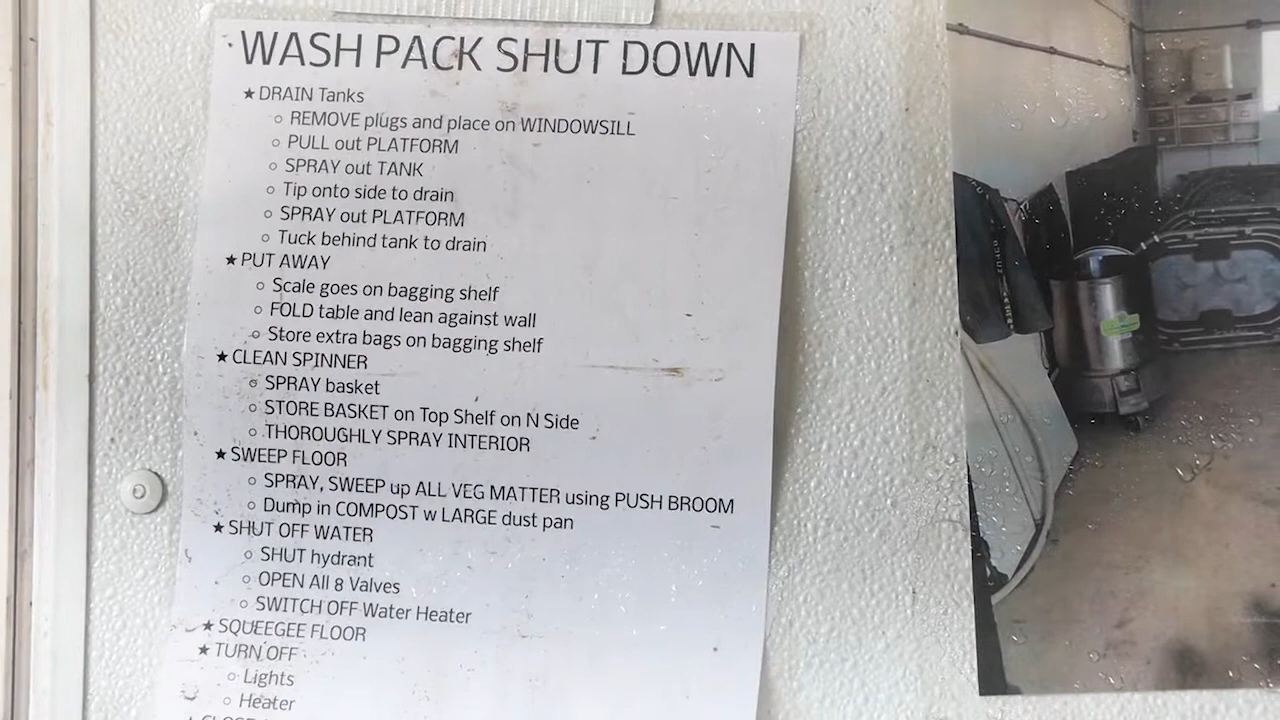 WASH PACK SHUT DOWN
★ DRAIN Tanks
○ REMOVE plugs and place on WINDOWSILL
○ PULL out PLATFORM
○ SPRAY out TANK
○ Tip onto side to drain
○ SPRAY out PLATFORM
○ Tuck behind tank to drain
★ PUT AWAY
○ Scale goes on bagging shelf
○ FOLD table and lean against wall
○ Store extra bags on bagging shelf
★ CLEAN SPINNER
○ SPRAY basket
○ STORE BASKET on Top Shelf on N Side
○ THOROUGHLY SPRAY INTERIOR
★ SWEEP FLOOR
○ SPRAY, SWEEP up ALL VEG MATTER using PUSH BROOM
○ Dump in COMPOST w LARGE dust pan
★ SHUT OFF WATER
○ SHUT hydrant
○ OPEN All 8 Valves
○ SWITCH OFF Water Heater
★ SQUEEGEE FLOOR
★ TURN OFF
○ Lights
○ Heater